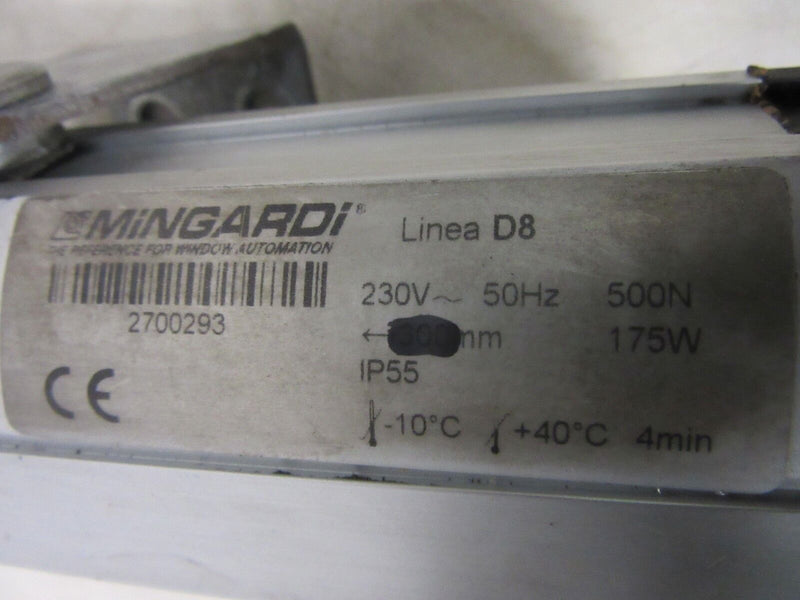 MiNGARDi®
THE REFERENCE FOR WINDOW AUTOMATION
2700293
CE
Linea D8
230V~ 50Hz 500N
← mm 175W
IP55
-10°C +40°C 4min